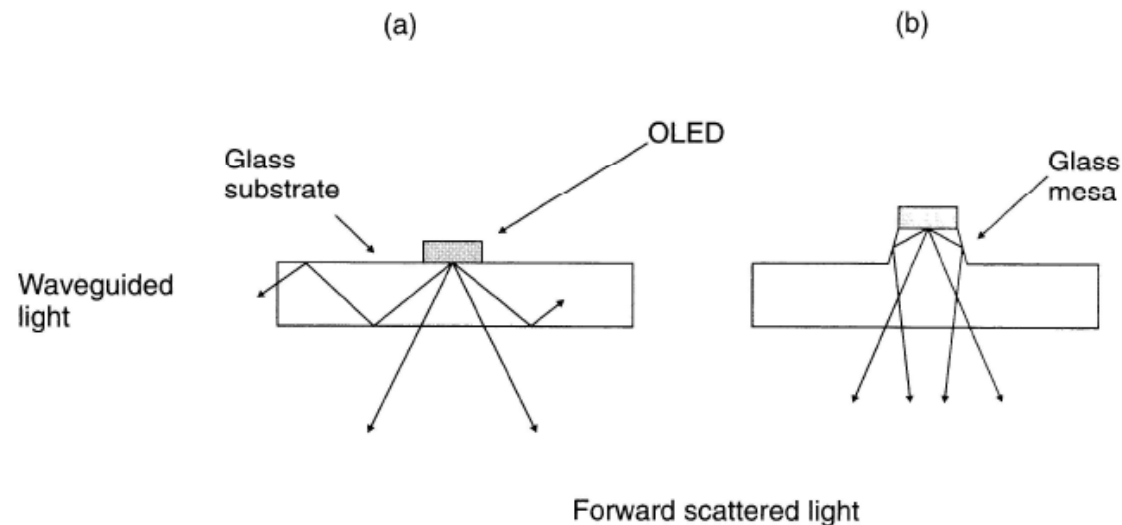 (a)
(b)
OLED
Glass
substrate
Glass
mesa
Waveguided
light
Forward scattered light